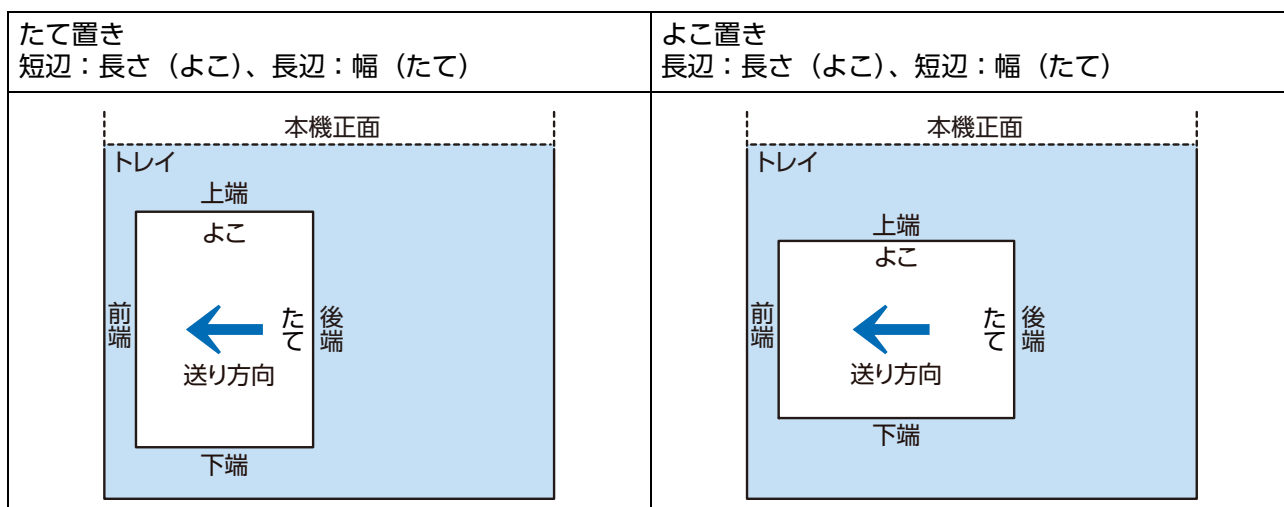 たて置き
短辺：長さ（よこ）、長辺：幅（たて）
よこ置き
長辺：長さ（よこ）、短辺：幅（たて）
本機正面
トレイ
上端
よこ
前端
たて
後端
送り方向
下端
本機正面
トレイ
上端
よこ
前端
たて
後端
送り方向
下端